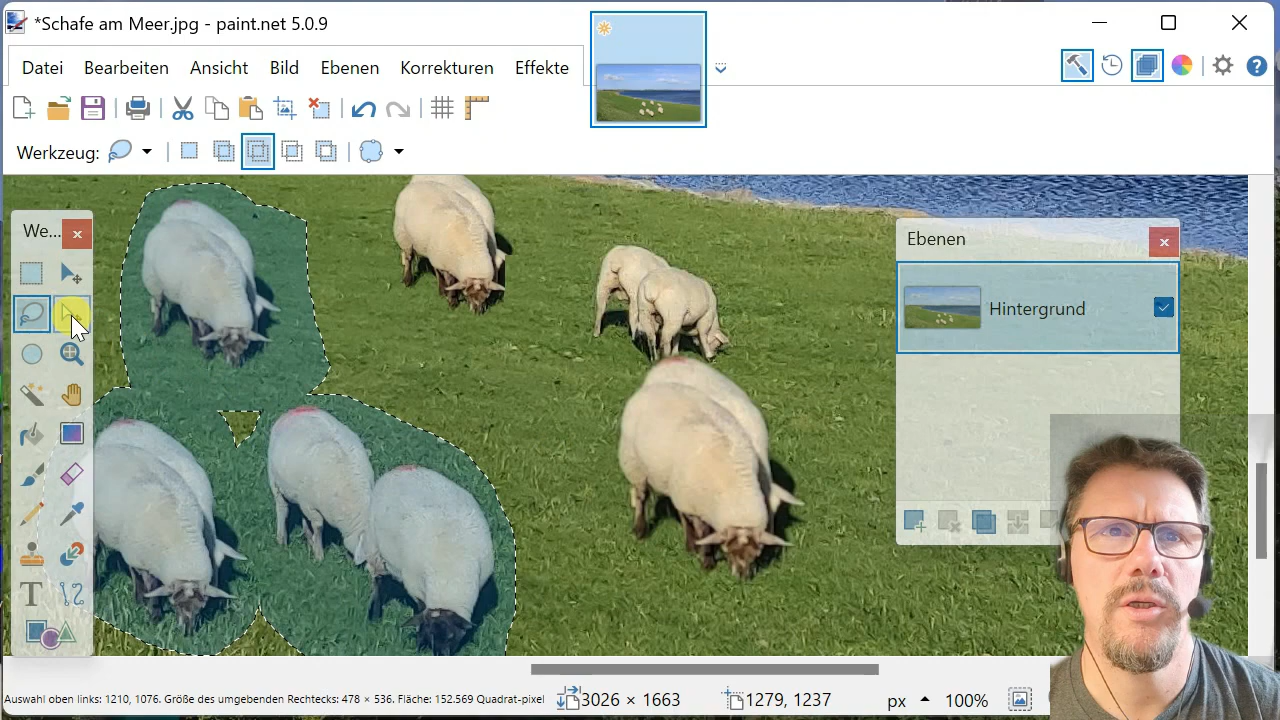 *Schafe am Meer.jpg - paint.net 5.0.9
Datei Bearbeiten Ansicht Bild Ebenen Korrekturen Effekte
Werkzeug:
We...
Ebenen
Hintergrund
Auswahl oben links: 1210, 1076. Größe des umgebenden Rechtecks: 478 × 536. Fläche: 152.569 Quadrat-pixel
3026 × 1663
1279, 1237
px
100%